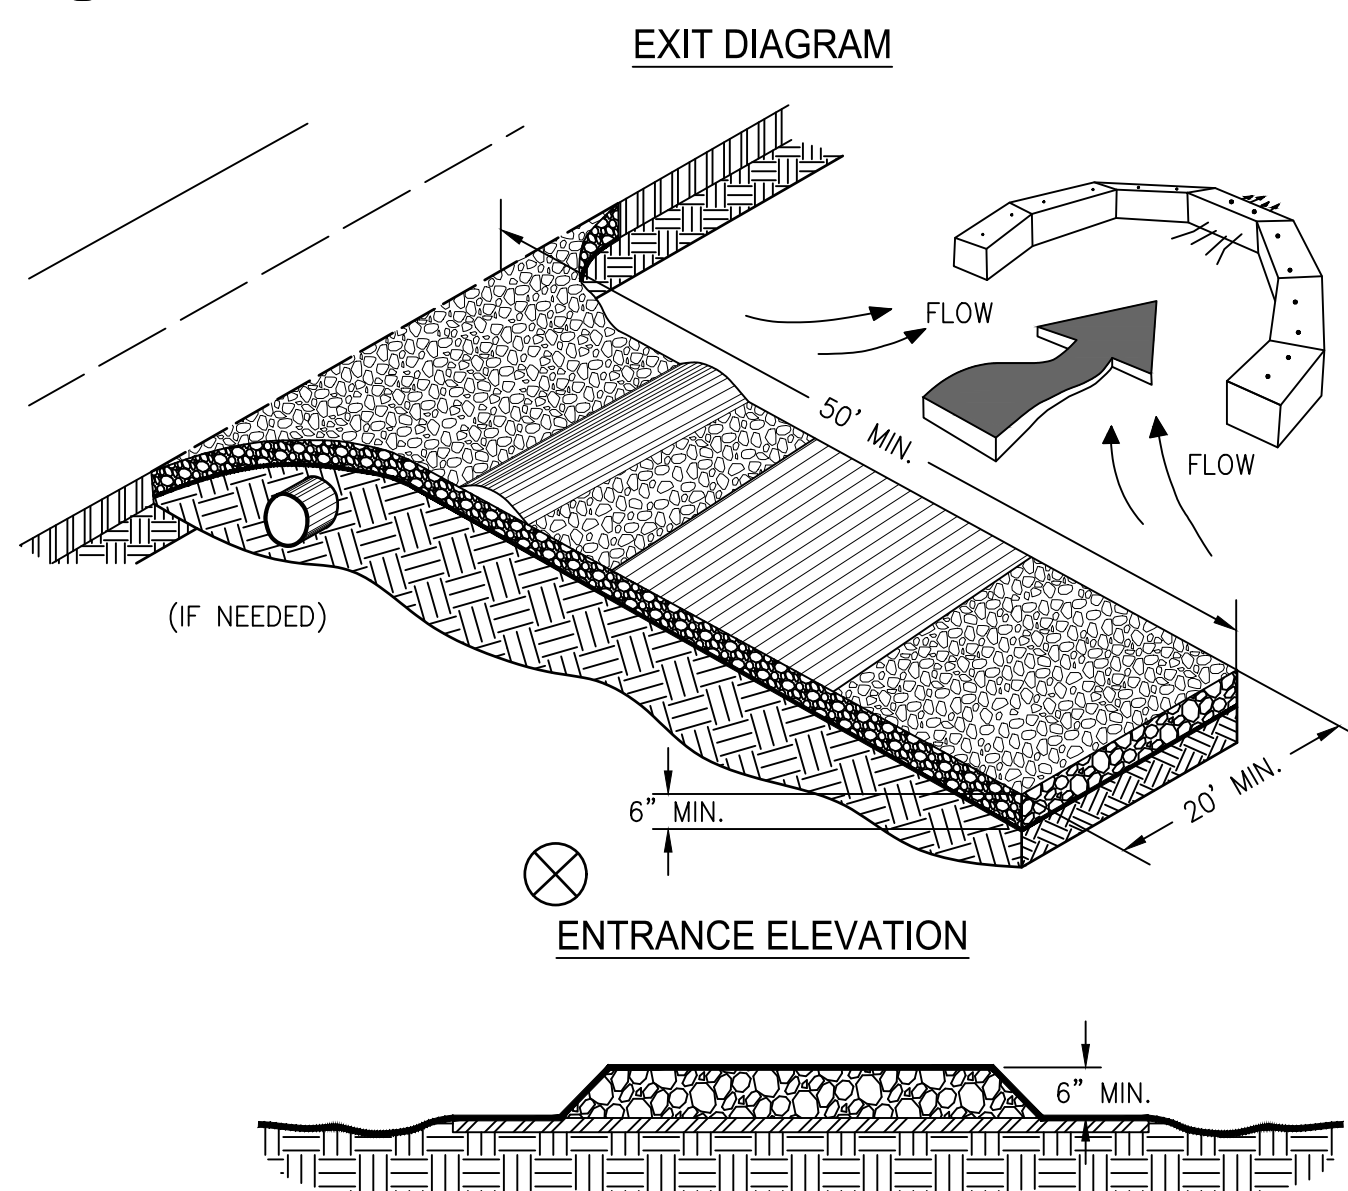 EXIT DIAGRAM
FLOW
50' MIN.
FLOW
(IF NEEDED)
20' MIN.
6” MIN.
ENTRANCE ELEVATION
6” MIN.